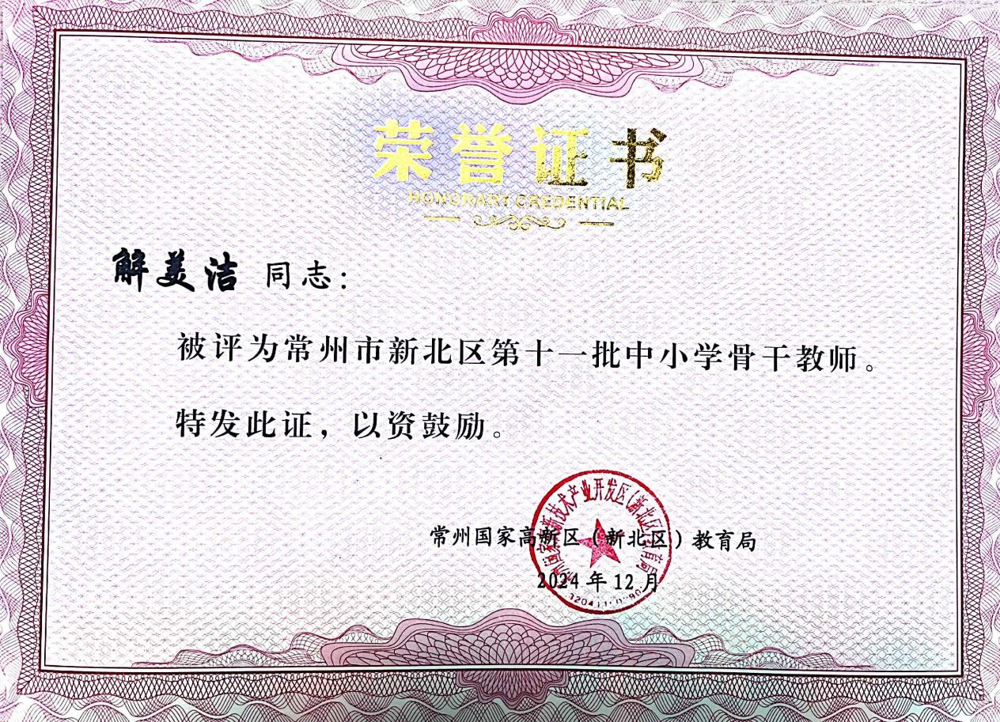 荣誉证书
HONORARY CREDENTIAL
解美洁 同志：
被评为常州市新北区第十一批中小学骨干教师。
特发此证，以资鼓励。
常州国家高新区（新北区）教育局
2024年12月